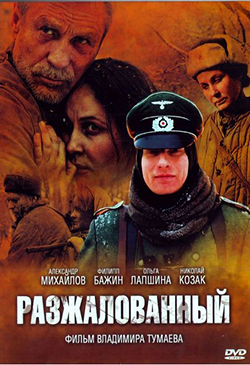 АЛЕКСАНДР ФИЛИПП ОЛЬГА НИКОЛАЙ
МИХАЙЛОВ БАЖИН ЛАПШИНА КОЗАК
РАЗЖАЛОВАННЫЙ
ФИЛЬМ ВЛАДИМИРА ТУМАЕВА
DVD